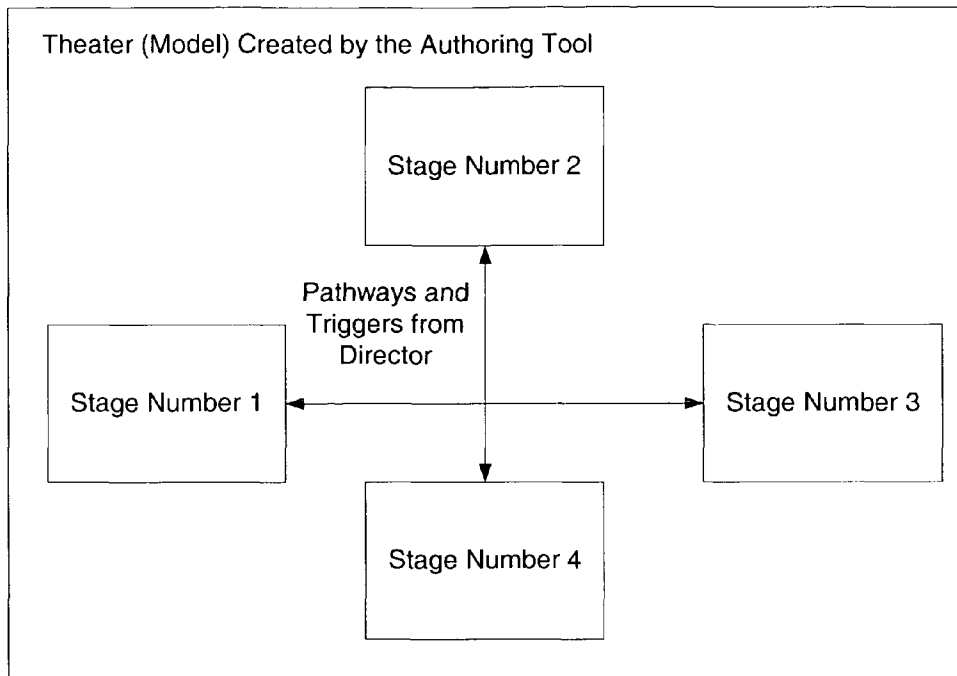 Theater (Model) Created by the Authoring Tool
Stage Number 2
Pathways and
Triggers from
Director
Stage Number 1
Stage Number 3
Stage Number 4